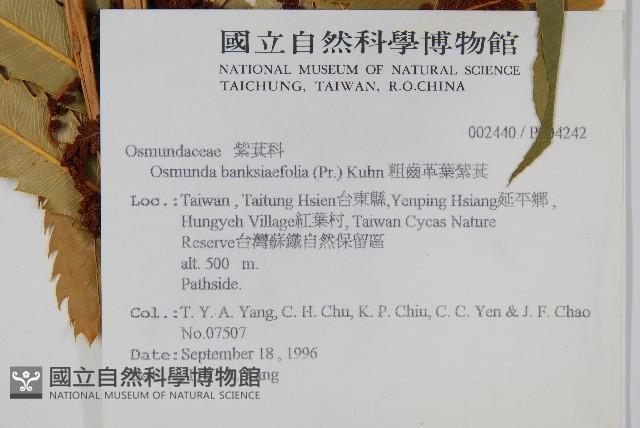 國立自然科學博物館
NATIONAL MUSEUM OF NATURAL SCIENCE
TAICHUNG, TAIWAN, R.O.CHINA
002440 /
Osmundaceae 紫萁科
Osmunda banksiaefolia (Pr.) Kuhn 粗齒革葉紫萁
Loc.:Taiwan , Taitung Hsien台東縣,Yenping Hsiang延平鄉 ,
Hungyeh Village紅葉村, Taiwan Cycas Nature
Reserve台灣蘇鐵自然保留區
alt. 500 m.
Pathside.
Col.:T. Y. A. Yang, C. H. Chu, K. P. Chiu, C. C. Yen & J. F. Chao
No.07507
Date:September 18 , 1996
國立自然科學博物館
NATIONAL MUSEUM OF NATURAL SCIENCE